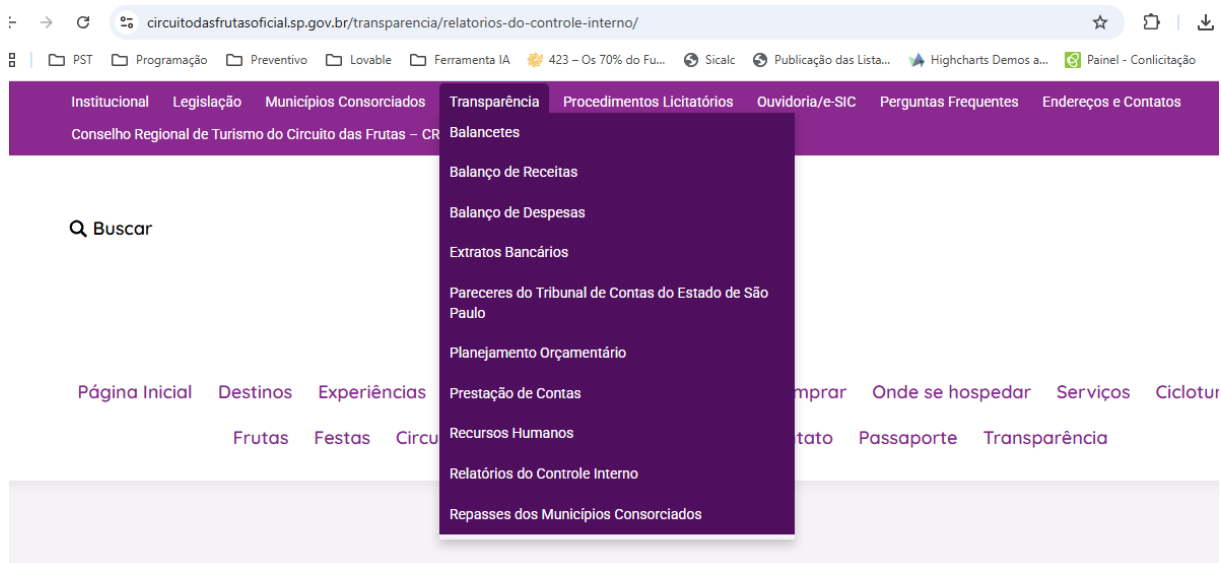 circuitodasfrutasoficial.sp.gov.br/transparencia/relatorios-do-controle-interno/
PST Programação Preventivo Lovable Ferramenta IA 423 – Os 70% do Fu... Sicalc Publicação das Lista... Highcharts Demos a... Painel - Conlicitação
Institucional Legislação Municípios Consorciados Transparência Procedimentos Licitatórios Ouvidoria/e-SIC Perguntas Frequentes Endereços e Contatos
Conselho Regional de Turismo do Circuito das Frutas – CR
Balancetes
Balanço de Receitas
Balanço de Despesas
Extratos Bancários
Pareceres do Tribunal de Contas do Estado de São
Paulo
Planejamento Orçamentário
Prestação de Contas
Recursos Humanos
Relatórios do Controle Interno
Repasses dos Municípios Consorciados
Buscar
Página Inicial Destinos Experiências mprar Onde se hospedar Serviços Ciclotur
Frutas Festas Circu tato Passaporte Transparência